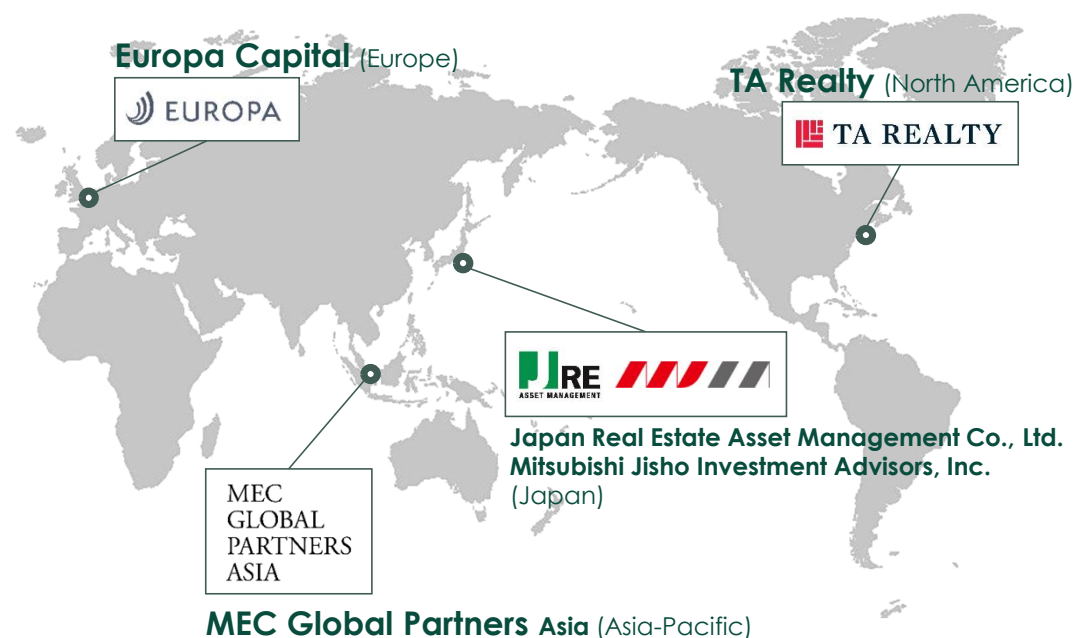 Europa Capital (Europe)
EUROPA
TA Realty (North America)
TA REALTY
JRE
ASSET MANAGEMENT
Japan Real Estate Asset Management Co., Ltd.
Mitsubishi Jisho Investment Advisors, Inc.
(Japan)
MEC
GLOBAL
PARTNERS
ASIA
MEC Global Partners Asia (Asia-Pacific)